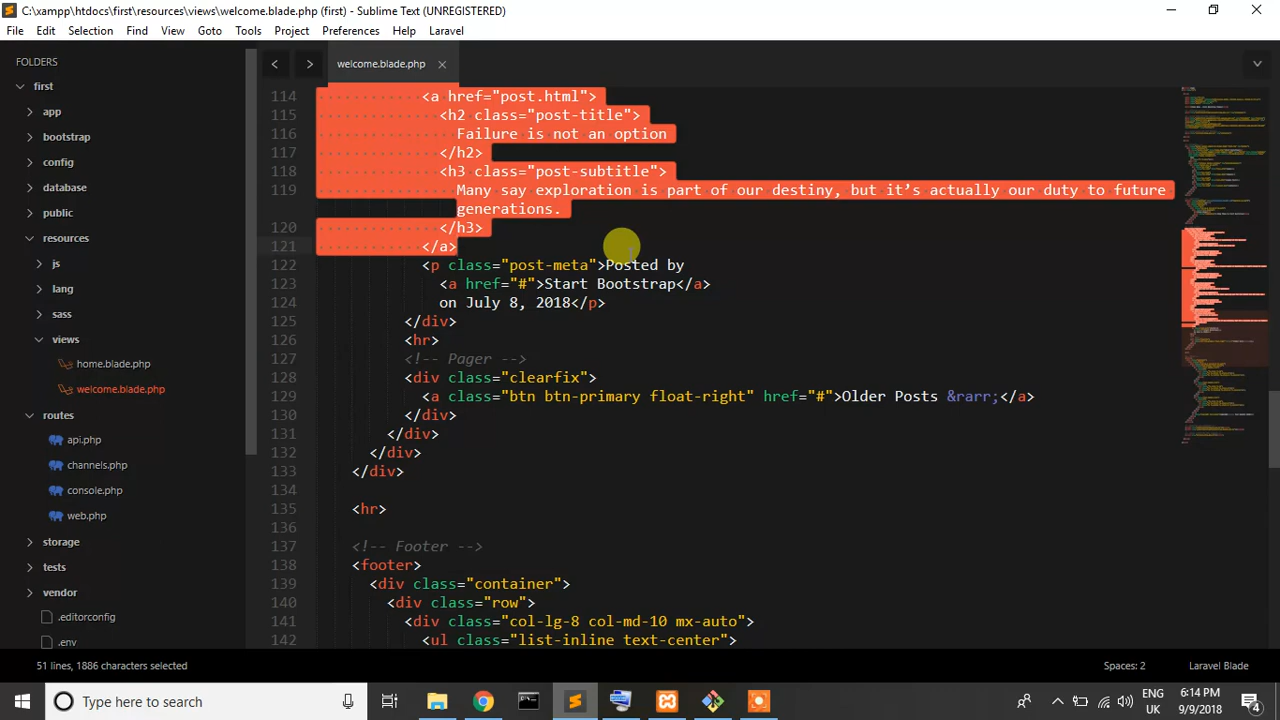 C:\xampp\htdocs\first\resources\views\welcome.blade.php (first) - Sublime Text (UNREGISTERED)
File Edit Selection Find View Goto Tools Project Preferences Help Laravel
FOLDERS
first
app
bootstrap
config
database
public
resources
js
lang
sass
views
home.blade.php
welcome.blade.php
routes
api.php
channels.php
console.php
web.php
storage
tests
vendor
.editorconfig
.env
welcome.blade.php
114 <a href="post.html">
115 <h2 class="post-title">
116 Failure is not an option
117 </h2>
118 <h3 class="post-subtitle">
119 Many say exploration is part of our destiny, but it’s actually our duty to future
generations.
120 </h3>
121 </a>
122 <p class="post-meta">Posted by
123 <a href="#">Start Bootstrap</a>
124 on July 8, 2018</p>
125 </div>
126 <hr>
127 <!-- Pager -->
128 <div class="clearfix">
129 <a class="btn btn-primary float-right" href="#">Older Posts &rarr;</a>
130 </div>
131 </div>
132 </div>
133 </div>
134
135 <hr>
136
137 <!-- Footer -->
138 <footer>
139 <div class="container">
140 <div class="row">
141 <div class="col-lg-8 col-md-10 mx-auto">
142 <ul class="list-inline text-center">
51 lines, 1886 characters selected
Spaces: 2
Laravel Blade
Type here to search
ENG
UK
6:14 PM
9/9/2018
4